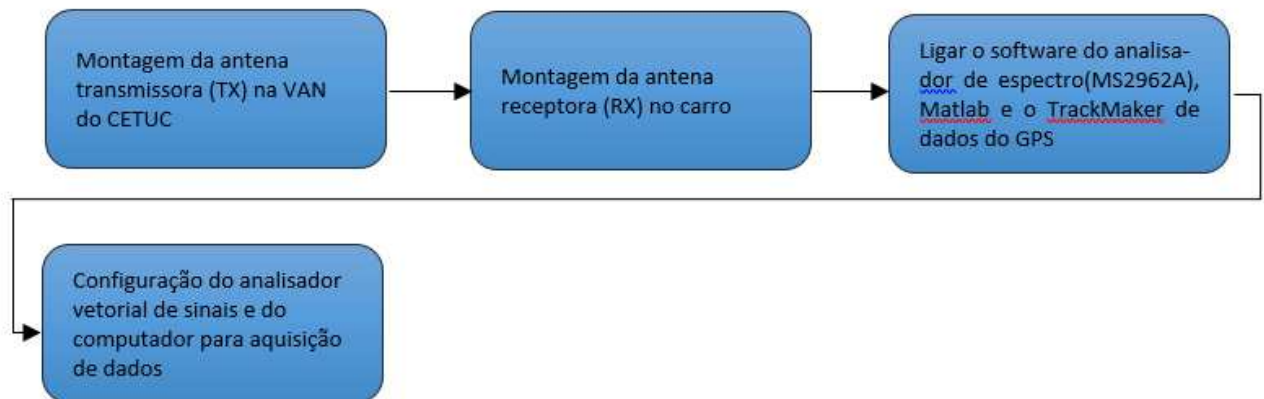 Montagem da antena
transmissora (TX) na VAN
do CETUC
Montagem da antena
receptora (RX) no carro
Ligar o software do analisa-
dor de espectro(MS2962A),
Matlab e o TrackMaker de
dados do GPS
Configuração do analisador
vetorial de sinais e do
computador para aquisição
de dados